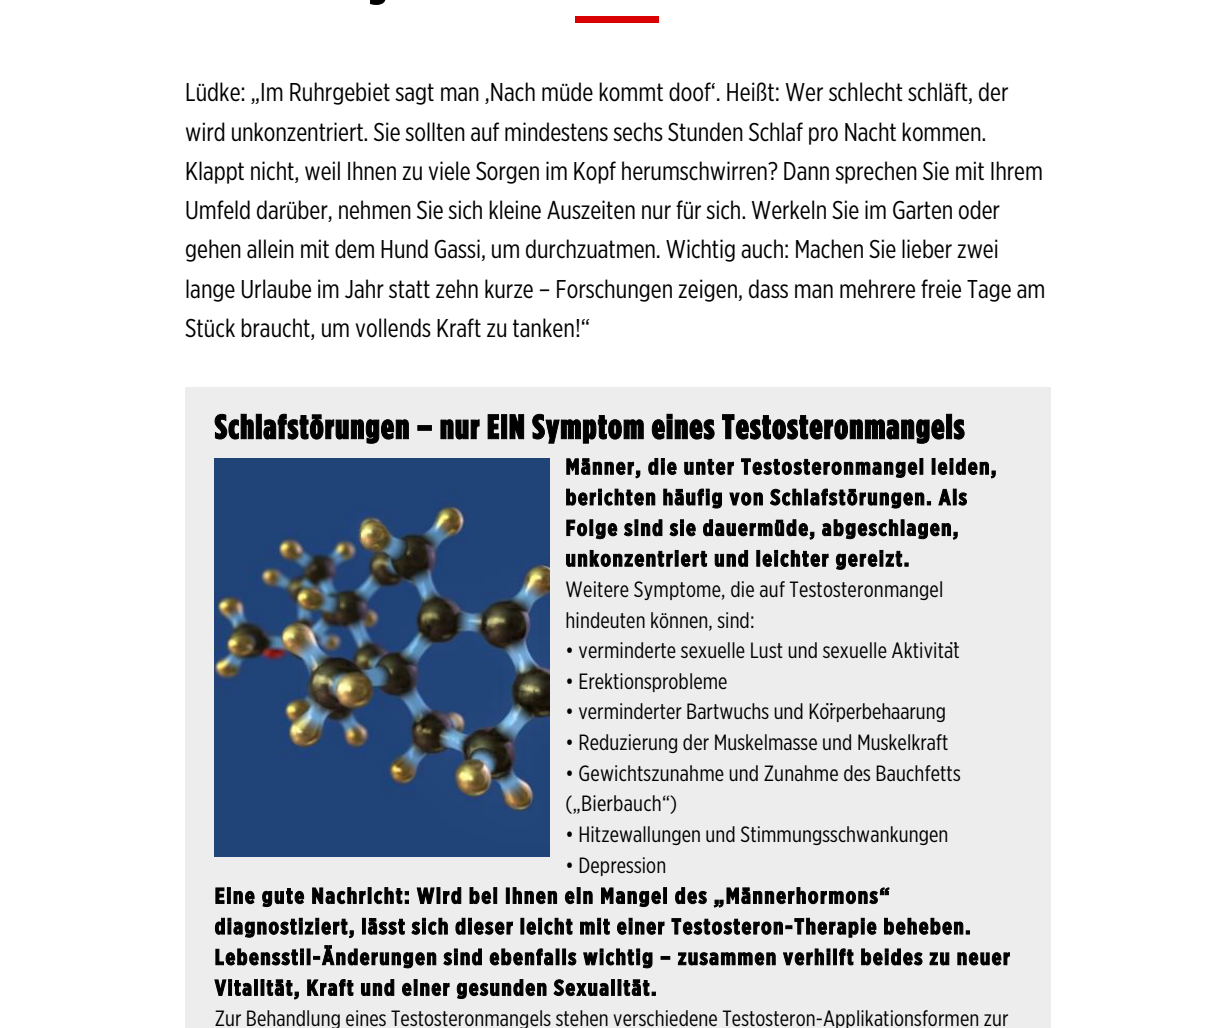 Lüdke: „Im Ruhrgebiet sagt man ‚Nach müde kommt doof‘. Heißt: Wer schlecht schläft, der
wird unkonzentriert. Sie sollten auf mindestens sechs Stunden Schlaf pro Nacht kommen.
Klappt nicht, weil Ihnen zu viele Sorgen im Kopf herumschwirren? Dann sprechen Sie mit Ihrem
Umfeld darüber, nehmen Sie sich kleine Auszeiten nur für sich. Werkeln Sie im Garten oder
gehen allein mit dem Hund Gassi, um durchzuatmen. Wichtig auch: Machen Sie lieber zwei
lange Urlaube im Jahr statt zehn kurze – Forschungen zeigen, dass man mehrere freie Tage am
Stück braucht, um vollends Kraft zu tanken!“
Schlafstörungen – nur EIN Symptom eines Testosteronmangels
Männer, die unter Testosteronmangel leiden,
berichten häufig von Schlafstörungen. Als
Folge sind sie dauermüde, abgeschlagen,
unkonzentriert und leichter gereizt.
Weitere Symptome, die auf Testosteronmangel
hindeuten können, sind:
• verminderte sexuelle Lust und sexuelle Aktivität
• Erektionsprobleme
• verminderter Bartwuchs und Körperbehaarung
• Reduzierung der Muskelmasse und Muskelkraft
• Gewichtszunahme und Zunahme des Bauchfetts
(„Bierbauch“)
• Hitzewallungen und Stimmungsschwankungen
• Depression
Eine gute Nachricht: Wird bei Ihnen ein Mangel des „Männerhormons“
diagnostiziert, lässt sich dieser leicht mit einer Testosteron-Therapie beheben.
Lebensstil-Änderungen sind ebenfalls wichtig – zusammen verhilft beides zu neuer
Vitalität, Kraft und einer gesunden Sexualität.
Zur Behandlung eines Testosteronmangels stehen verschiedene Testosteron-Applikationsformen zur